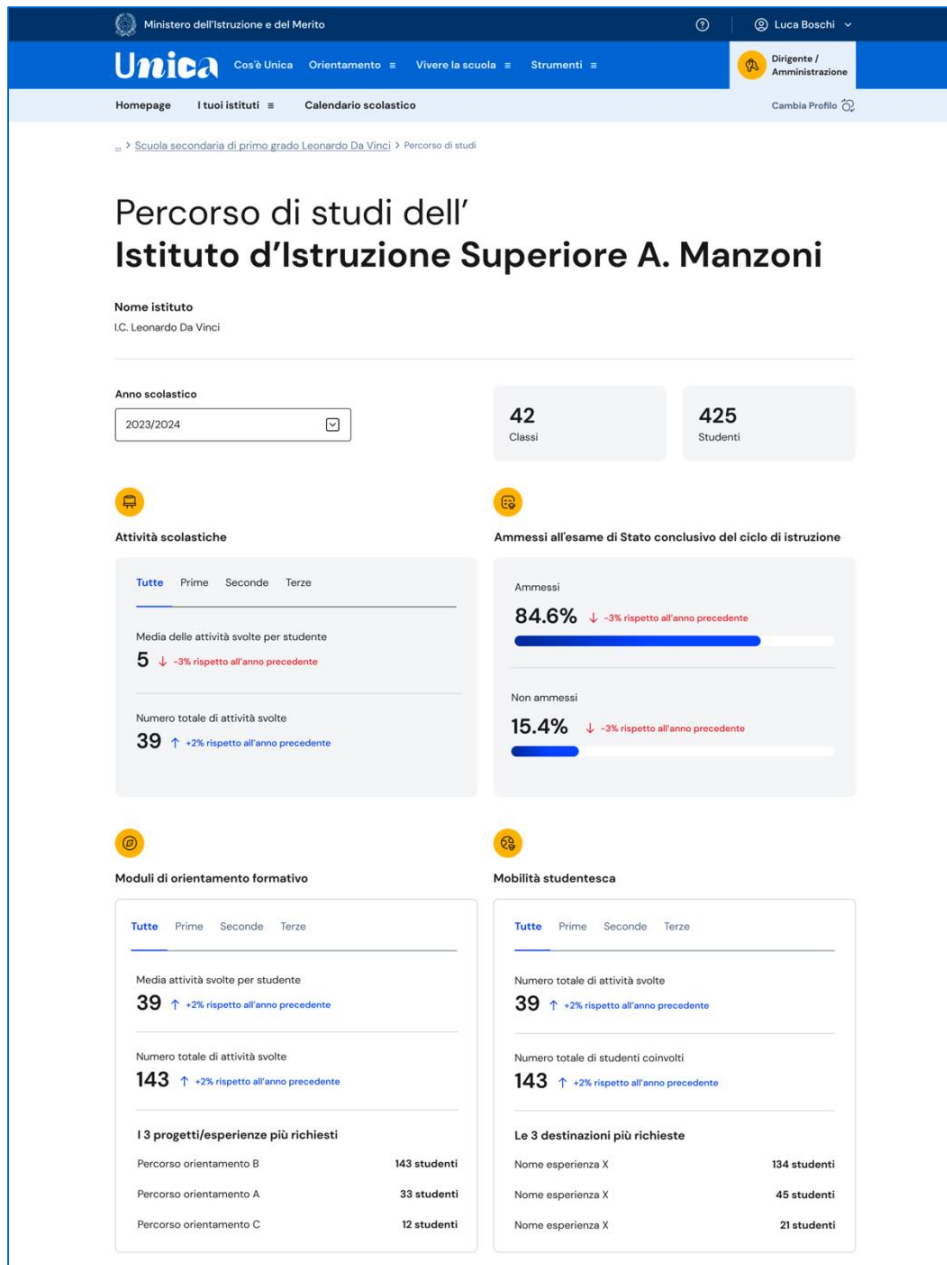 Ministero dell'Istruzione e del Merito
Luca Boschi
Unica
Cos'è Unica Orientamento Vivere la scuola Strumenti
Dirigente /
Amministrazione
Homepage I tuoi istituti Calendario scolastico
Cambia Profilo
... > Scuola secondaria di primo grado Leonardo Da Vinci > Percorso di studi
Percorso di studi dell'
Istituto d'Istruzione Superiore A. Manzoni
Nome istituto
I.C. Leonardo Da Vinci
Anno scolastico
2023/2024
42
Classi
425
Studenti
Attività scolastiche
Tutte Prime Seconde Terze
Media delle attività svolte per studente
5 ↓ -3% rispetto all'anno precedente
Numero totale di attività svolte
39 ↑ +2% rispetto all'anno precedente
Ammessi all'esame di Stato conclusivo del ciclo di istruzione
Ammessi
84.6% ↓ -3% rispetto all'anno precedente
Non ammessi
15.4% ↓ -3% rispetto all'anno precedente
Moduli di orientamento formativo
Tutte Prime Seconde Terze
Media attività svolte per studente
39 ↑ +2% rispetto all'anno precedente
Numero totale di attività svolte
143 ↑ +2% rispetto all'anno precedente
I 3 progetti/esperienze più richiesti
Percorso orientamento B 143 studenti
Percorso orientamento A 33 studenti
Percorso orientamento C 12 studenti
Mobilità studentesca
Tutte Prime Seconde Terze
Numero totale di attività svolte
39 ↑ +2% rispetto all'anno precedente
Numero totale di studenti coinvolti
143 ↑ +2% rispetto all'anno precedente
Le 3 destinazioni più richieste
Nome esperienza X 134 studenti
Nome esperienza X 45 studenti
Nome esperienza X 21 studenti